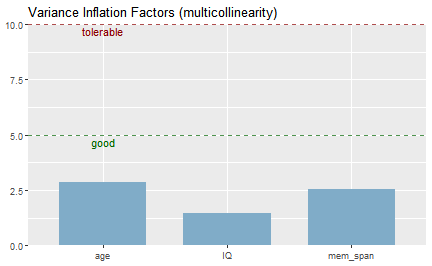 Variance Inflation Factors (multicollinearity)
10.0
tolerable
7.5
5.0
good
2.5
0.0
age IQ mem_span